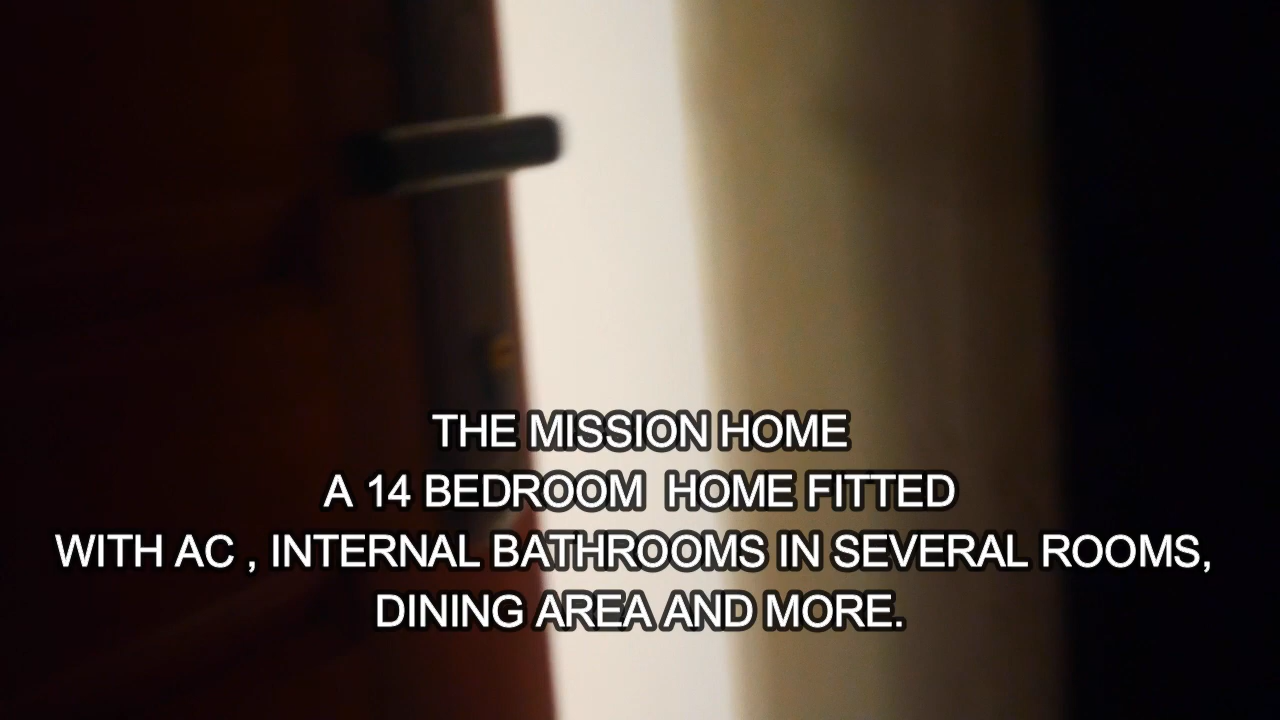 THE MISSION HOME
A 14 BEDROOM  HOME FITTED
WITH AC , INTERNAL BATHROOMS IN SEVERAL ROOMS,
DINING AREA AND MORE.